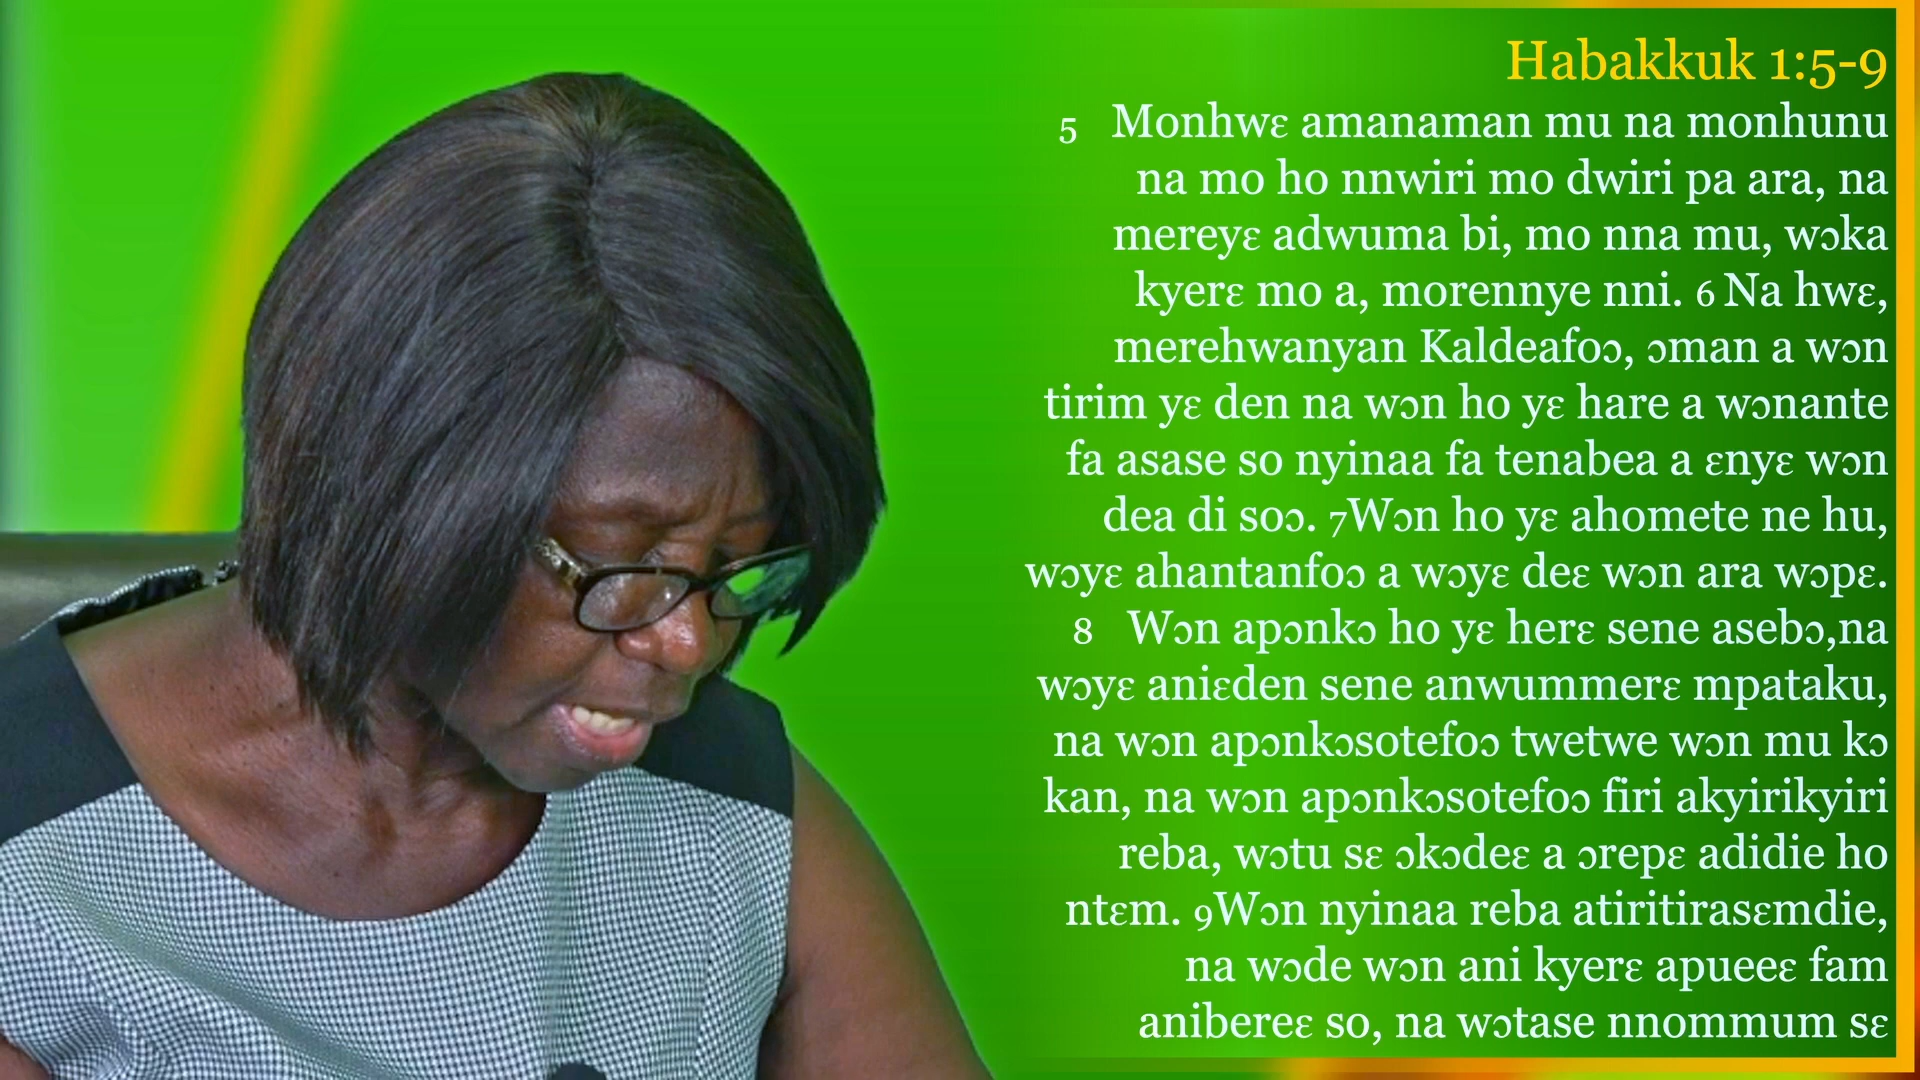 Habakkuk 1:5-9
5 Monhwɛ amanaman mu na monhunu
na mo ho nnwiri mo dwiri pa ara, na
mereyɛ adwuma bi, mo nna mu, wɔka
kyerɛ mo a, morennye nni. 6 Na hwɛ,
merehwanyan Kaldeafoɔ, ɔman a wɔn
tirim yɛ den na wɔn ho yɛ hare a wɔnante
fa asase so nyinaa fa tenabea a ɛnyɛ wɔn
dea di soɔ. 7Wɔn ho yɛ ahomete ne hu,
wɔyɛ ahantanfoɔ a wɔyɛ deɛ wɔn ara wɔpɛ.
8 Wɔn apɔnkɔ ho yɛ herɛ sene asebɔ,na
wɔyɛ aniɛden sene anwummerɛ mpataku,
na wɔn apɔnkɔsotefoɔ twetwe wɔn mu kɔ
kan, na wɔn apɔnkɔsotefoɔ firi akyirikyiri
reba, wɔtu sɛ ɔkɔdeɛ a ɔrepɛ adidie ho
ntɛm. 9Wɔn nyinaa reba atiritirasɛmdie,
na wɔde wɔn ani kyerɛ apueeɛ fam
anibereɛ so, na wɔtase nnommum sɛ